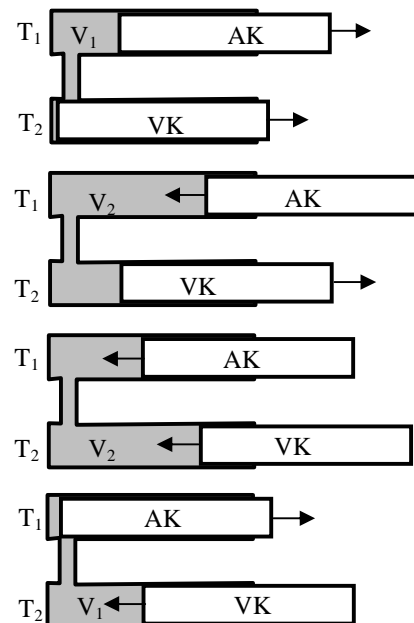 T₁ V₁ AK
T₂ VK
T₁ V₂ AK
T₂ VK
T₁ AK
T₂ V₂ VK
T₁ AK
T₂ V₁ VK